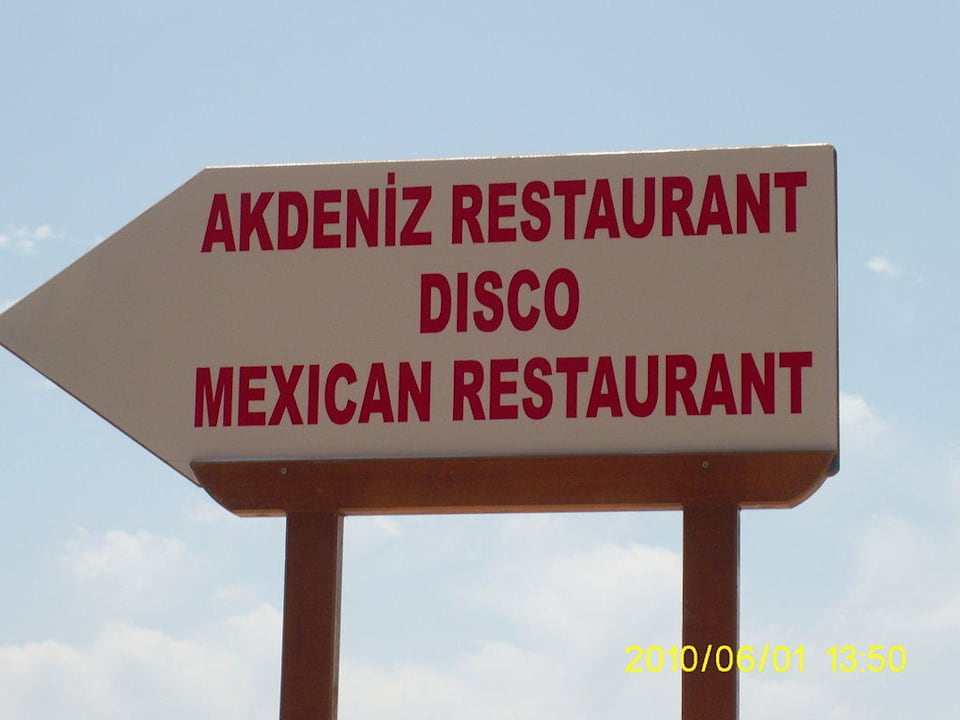 AKDENİZ RESTAURANT
DISCO
MEXICAN RESTAURANT
2010/06/01 13:50